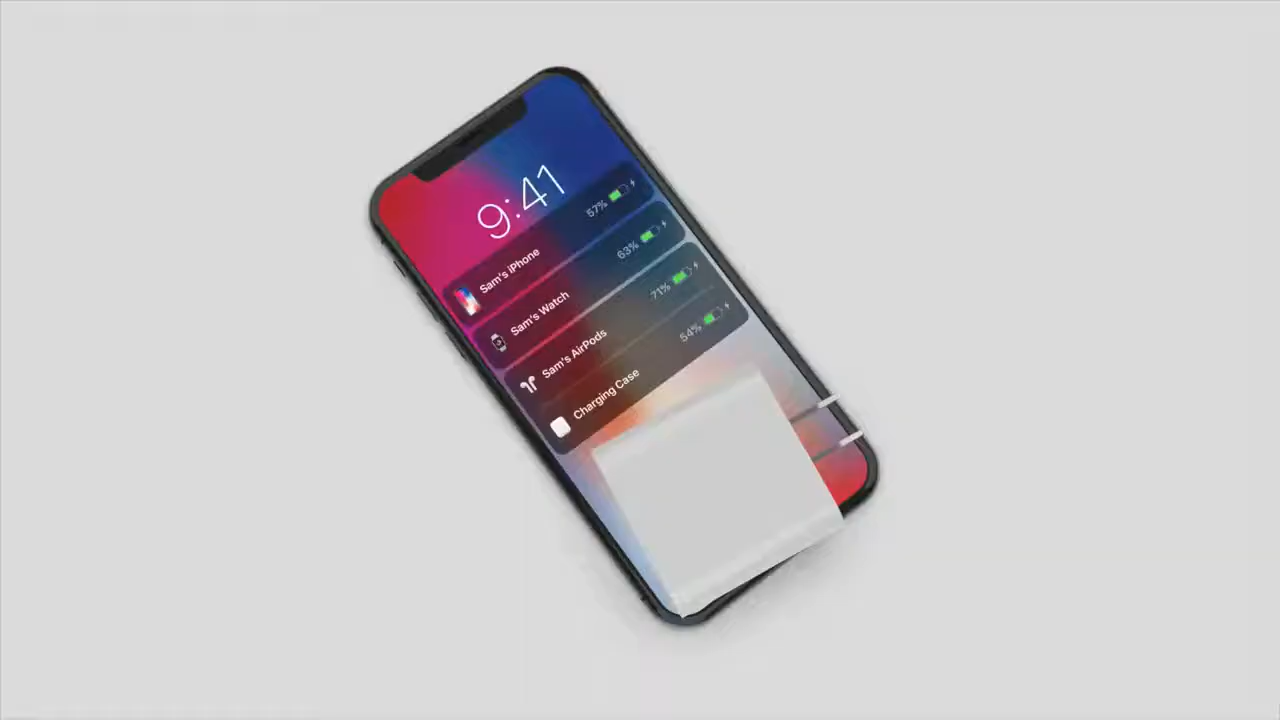 9:41
Sam's iPhone 57%
Sam's Watch 63%
Sam's AirPods 71%
Charging Case 54%